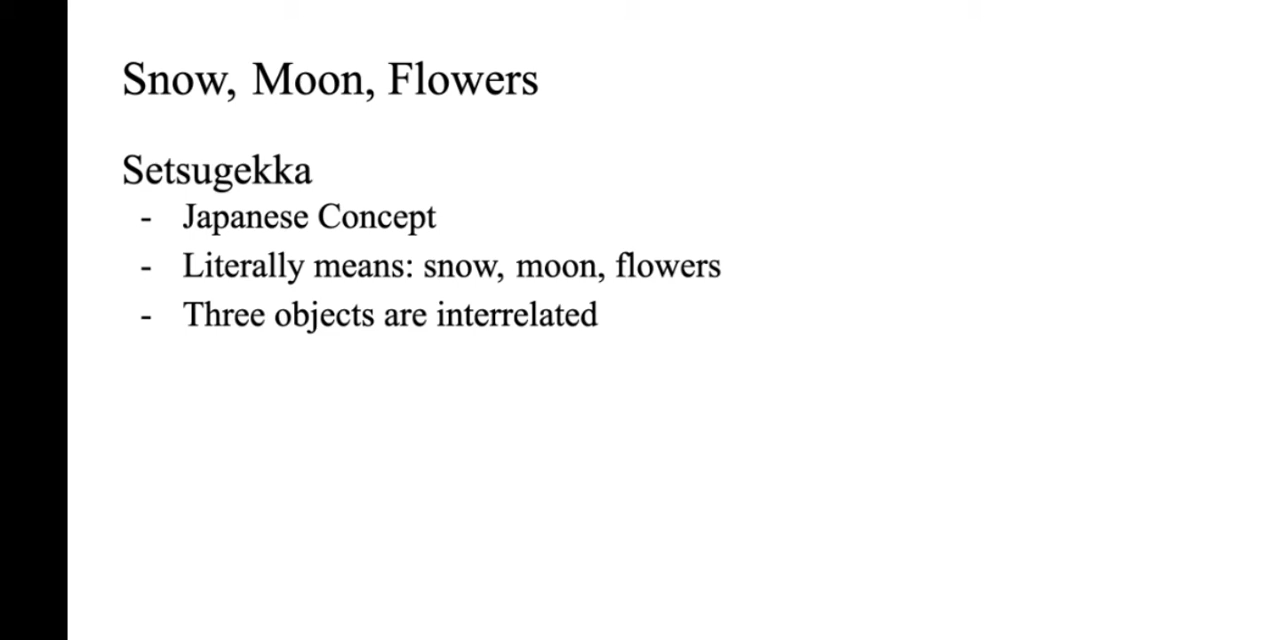 Snow, Moon, Flowers
Setsugekka
- Japanese Concept
- Literally means: snow, moon, flowers
- Three objects are interrelated